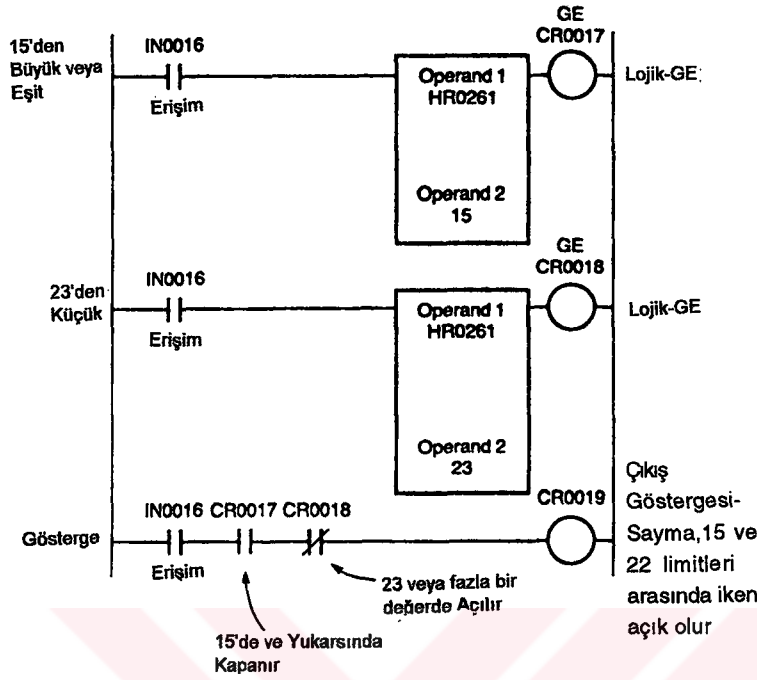 15'den
Büyük veya
Eşit
IN0016
Erişim
Operand 1
HR0261
Operand 2
15
GE
CR0017
Lojik-GE
23'den
Küçük
IN0016
Erişim
Operand 1
HR0261
Operand 2
23
GE
CR0018
Lojik-GE
Gösterge
IN0016 CR0017 CR0018
Erişim
CR0019
Çıkış
Göstergesi-
Sayma,15 ve
22 limitleri
arasında iken
açık olur
23 veya fazla bir
değerde Açılır
15'de ve Yukarsında
Kapanır